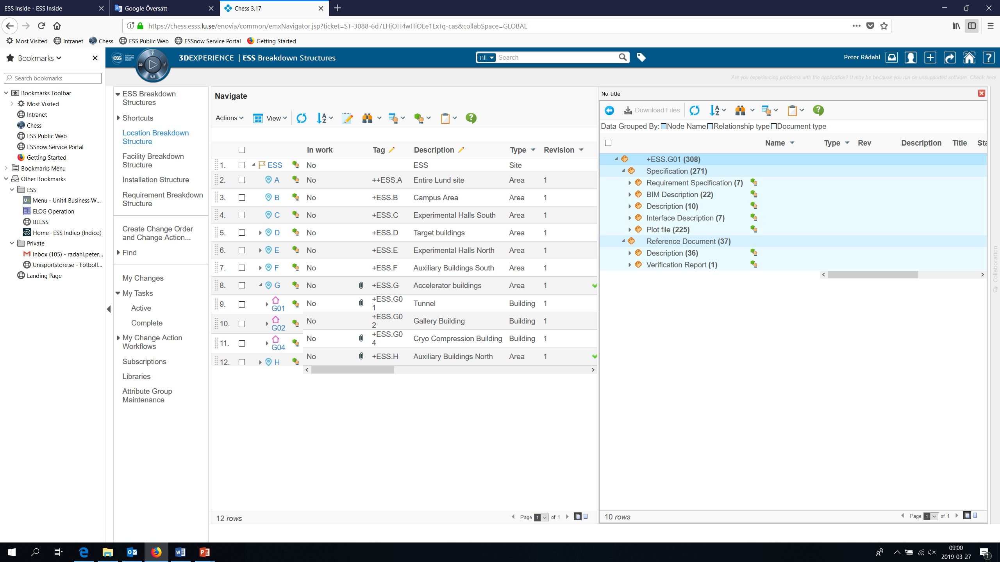 ESS Inside - ESS Inside
Google Översätt
Chess 3.17
https://chess.esss.lu.se/enovia/common/emxNavigator.jsp?ticket=ST-3088-6d7LHjOH4wHiOEe1ExTq-cas&collabSpace=GLOBAL
Most Visited Intranet Chess ESS Public Web ESSnow Service Portal Getting Started
Bookmarks
Search bookmarks
Bookmarks Toolbar
Most Visited
Intranet
Chess
ESS Public Web
ESSnow Service Portal
Getting Started
Bookmarks Menu
Other Bookmarks
ESS
Menu - Unit4 Business W...
ELOG Operation
BLESS
Home · ESS Indico (Indico)
Private
Inbox (105) - radahl.peter...
Unisportstore.se - Fotboll...
Landing Page
ess EUROPEAN SPALLATION SOURCE
3D V.R
3DEXPERIENCE | ESS Breakdown Structures
All Search
Peter Rådahl
Are you experiencing problems with the application? It may be because you run on unsupported software. Check here.
ESS Breakdown
Structures
Shortcuts
Location Breakdown
Structure
Facility Breakdown
Structure
Installation Structure
Requirement Breakdown
Structure
Create Change Order
and Change Action...
Find
My Changes
My Tasks
Active
Complete
My Change Action
Workflows
Subscriptions
Libraries
Attribute Group
Maintenance
Navigate
Actions View
In work Tag Description Type Revision
1. ESS No ESS Site
2. A No ++ESS.A Entire Lund site Area 1
3. B No +ESS.B Campus Area Area 1
4. C No +ESS.C Experimental Halls South Area 1
5. D No +ESS.D Target buildings Area 1
6. E No +ESS.E Experimental Halls North Area 1
7. F No +ESS.F Auxiliary Buildings South Area 1
8. G No +ESS.G Accelerator buildings Area 1
9. G01 No +ESS.G01 Tunnel Building 1
10. G02 No +ESS.G02 Gallery Building Building 1
11. G04 No +ESS.G04 Cryo Compression Building Building 1
12. H No +ESS.H Auxiliary Buildings North Area 1
12 rows
Page 1 of 1
No title
Download Files
Data Grouped By: Node Name Relationship type Document type
Name Type Rev Description Title Sta
+ESS.G01 (308)
Specification (271)
Requirement Specification (7)
BIM Description (22)
Description (10)
Interface Description (7)
Plot file (225)
Reference Document (37)
Description (36)
Verification Report (1)
10 rows
Page 1 of 1
Collaboration
09:00
2019-03-27
1